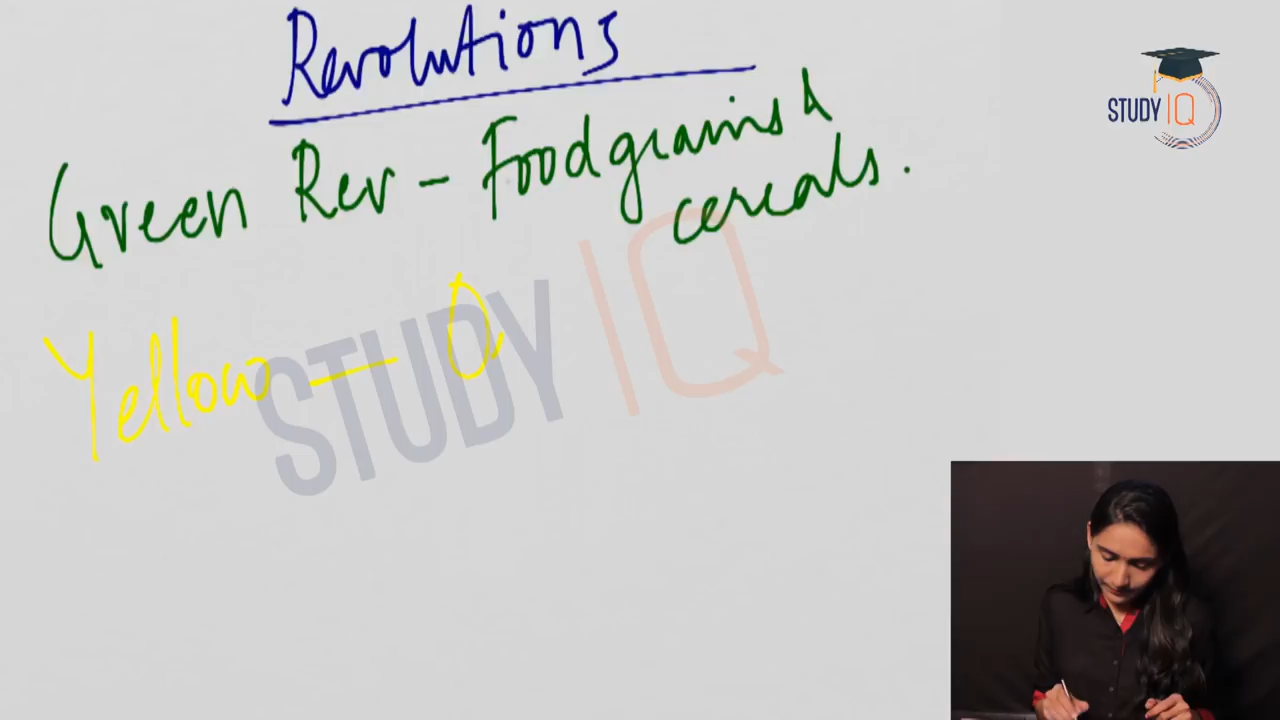 Revolutions
STUDY IQ
Green Rev - Foodgrains &
cereals.
Yellow - O
STUDY IQ